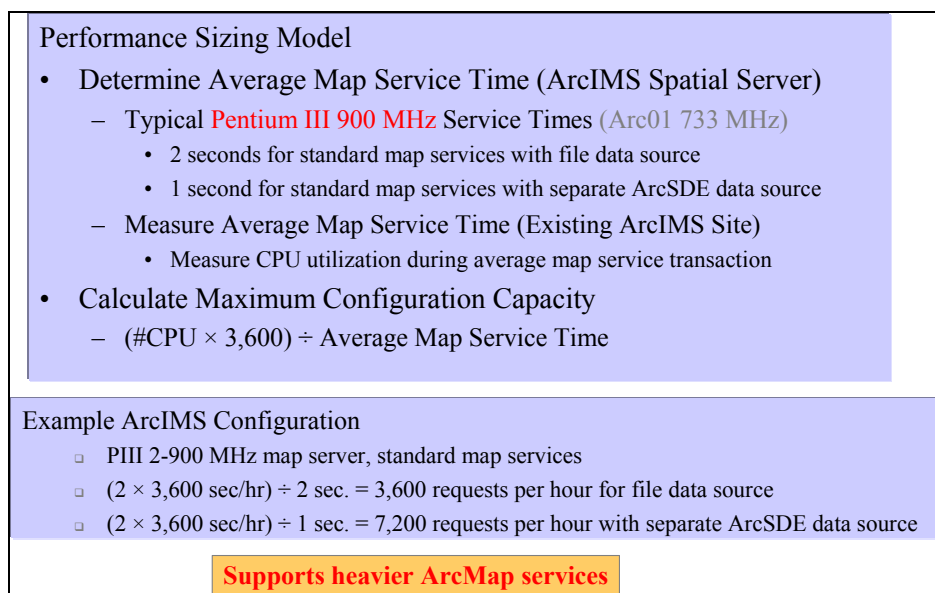 Performance Sizing Model
• Determine Average Map Service Time (ArcIMS Spatial Server)
– Typical Pentium III 900 MHz Service Times (Arc01 733 MHz)
• 2 seconds for standard map services with file data source
• 1 second for standard map services with separate ArcSDE data source
– Measure Average Map Service Time (Existing ArcIMS Site)
• Measure CPU utilization during average map service transaction
• Calculate Maximum Configuration Capacity
– (#CPU × 3,600) ÷ Average Map Service Time
Example ArcIMS Configuration
❑ PIII 2-900 MHz map server, standard map services
❑ (2 × 3,600 sec/hr) ÷ 2 sec. = 3,600 requests per hour for file data source
❑ (2 × 3,600 sec/hr) ÷ 1 sec. = 7,200 requests per hour with separate ArcSDE data source
Supports heavier ArcMap services